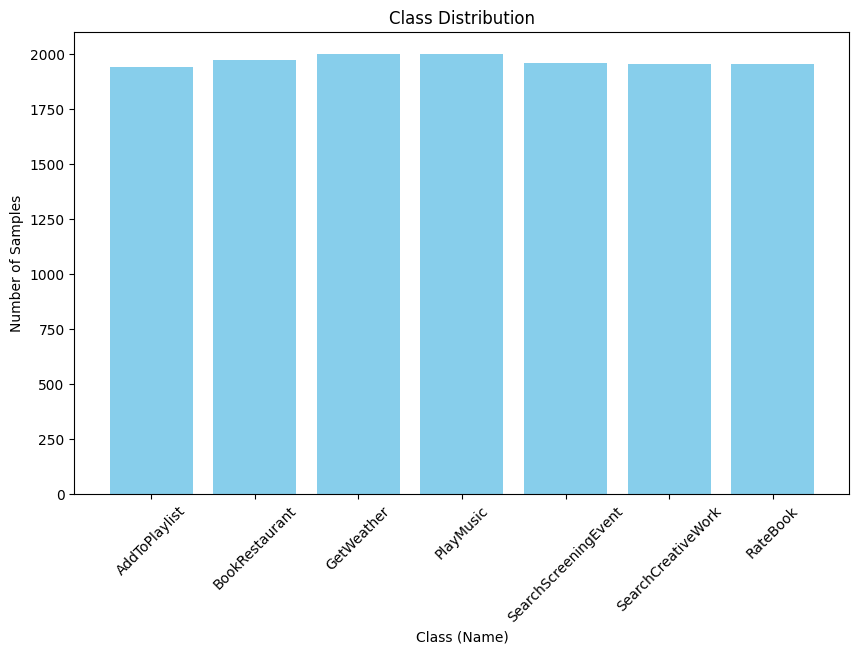 Class Distribution
Number of Samples
2000
1750
1500
1250
1000
750
500
250
0
AddToPlaylist
BookRestaurant
GetWeather
PlayMusic
SearchScreeningEvent
SearchCreativeWork
RateBook
Class (Name)